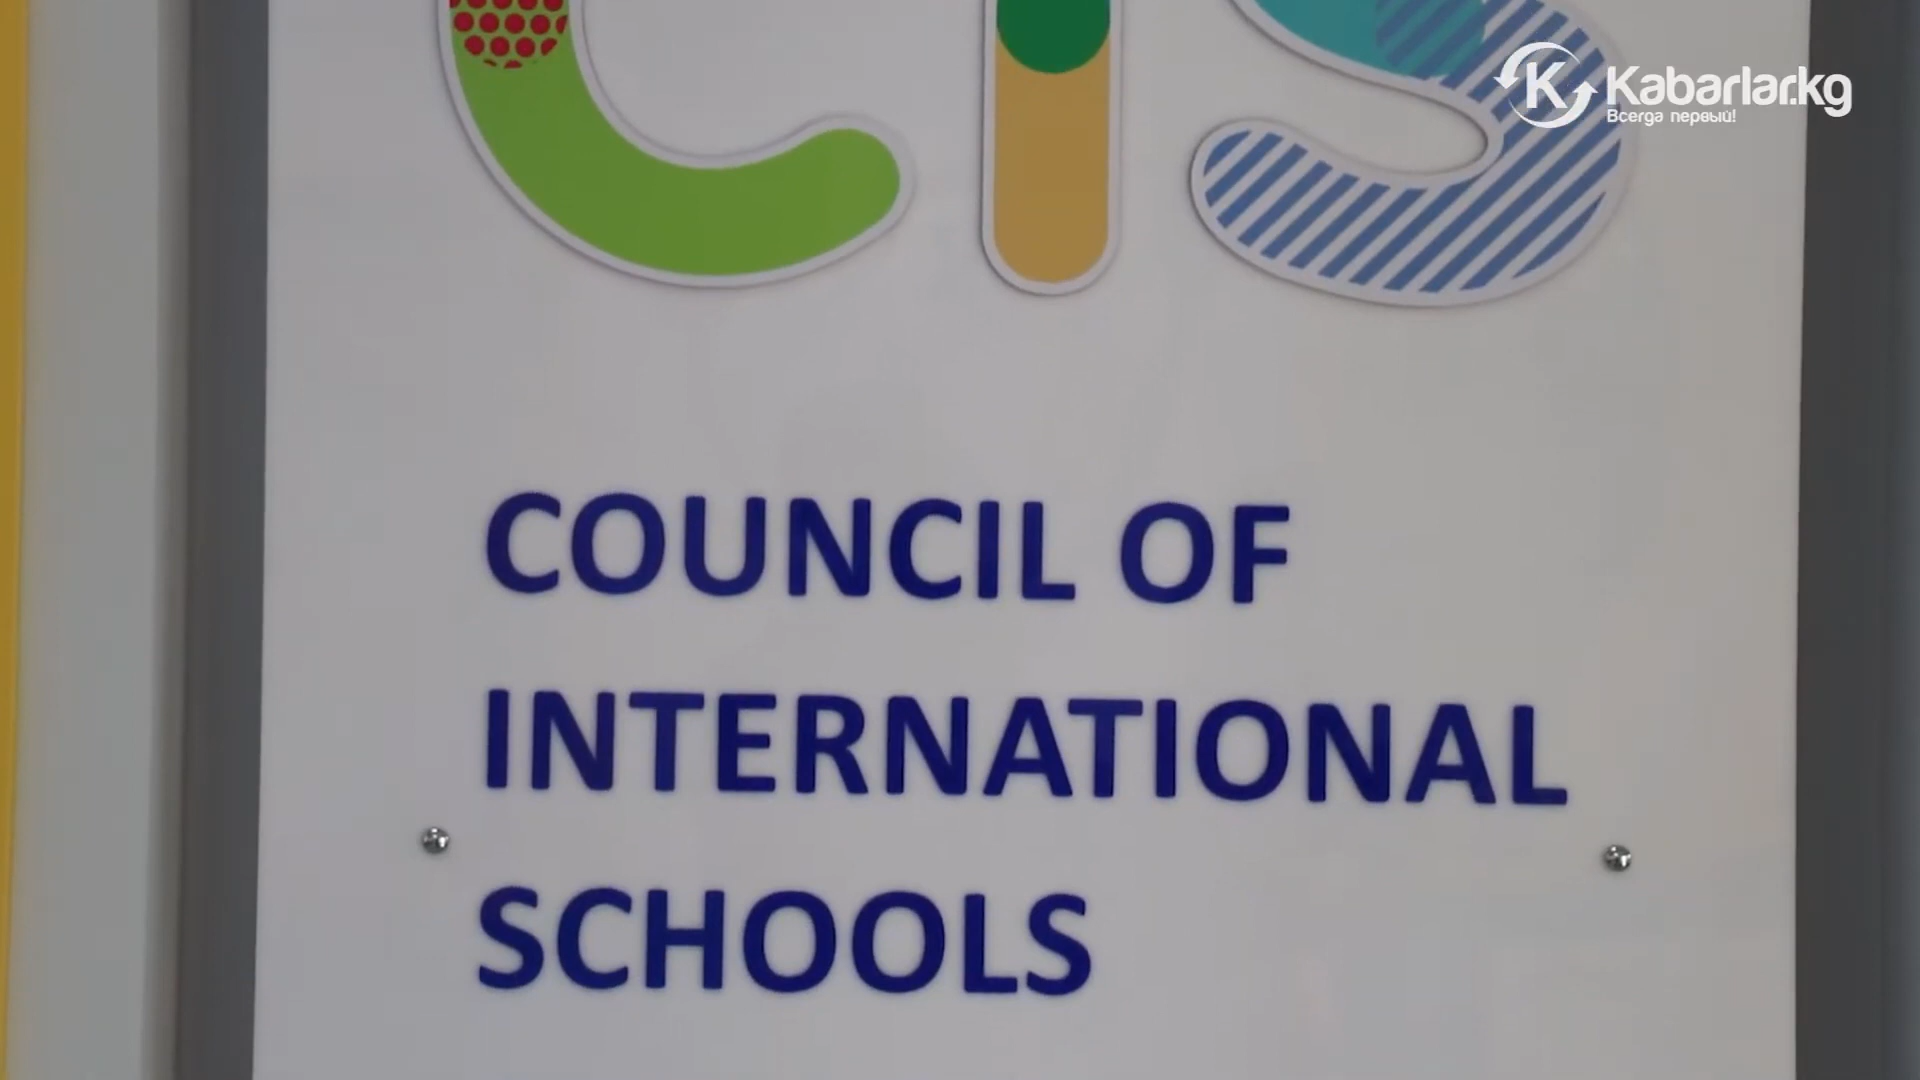 cis
K Kabarlar.kg
Всегда первый!
COUNCIL OF
INTERNATIONAL
SCHOOLS